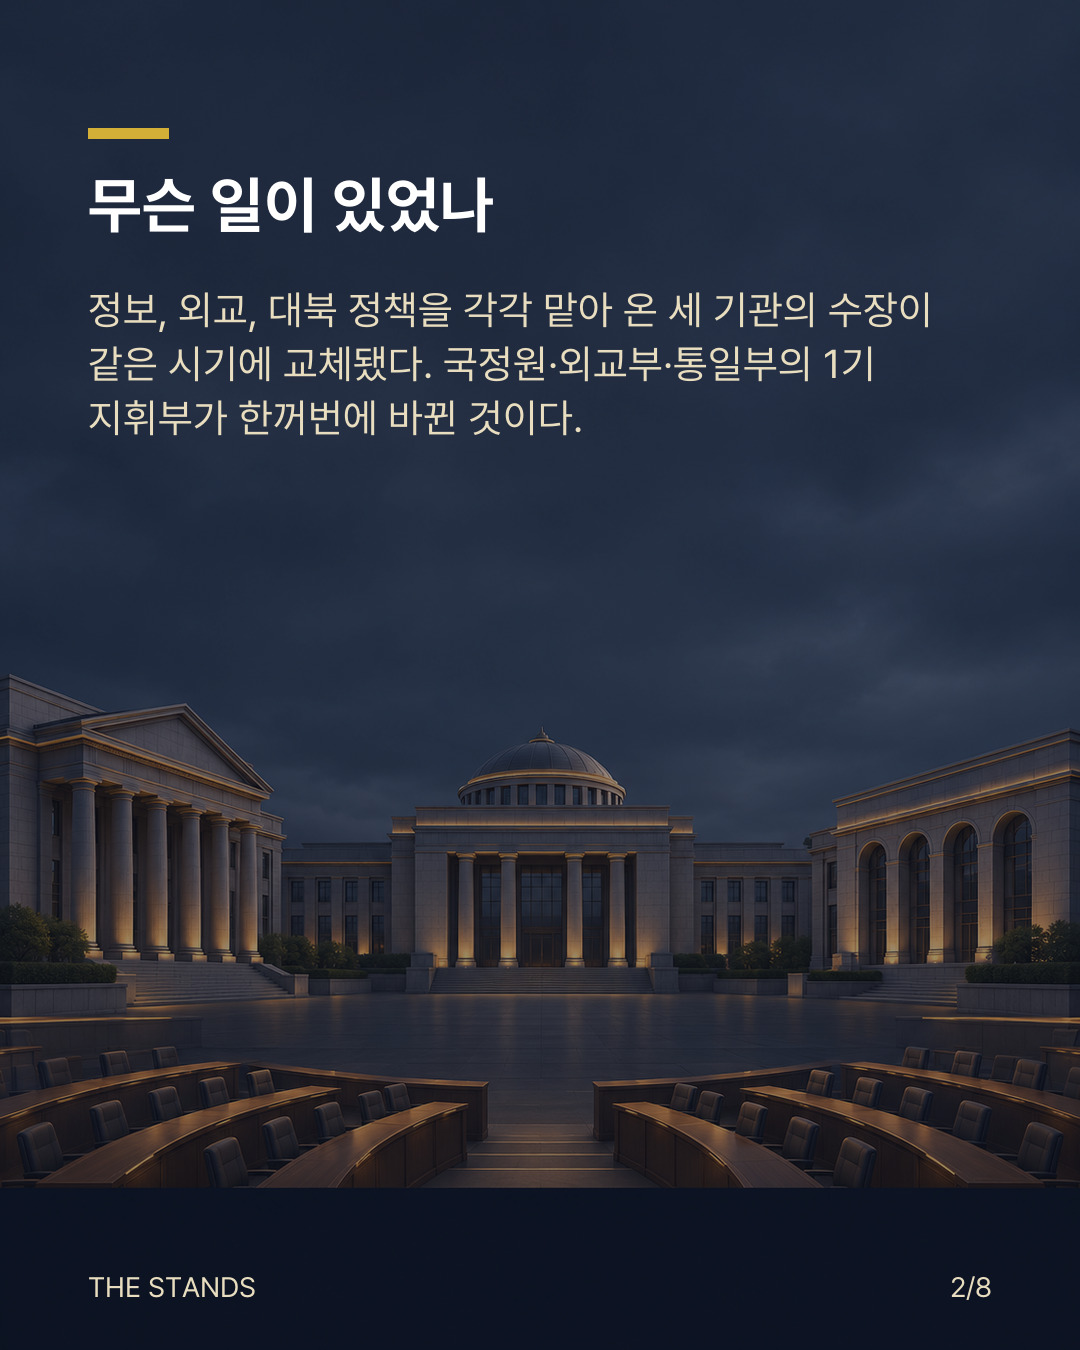 무슨 일이 있었나
정보, 외교, 대북 정책을 각각 맡아 온 세 기관의 수장이
같은 시기에 교체됐다. 국정원·외교부·통일부의 1기
지휘부가 한꺼번에 바뀐 것이다.
THE STANDS
2/8